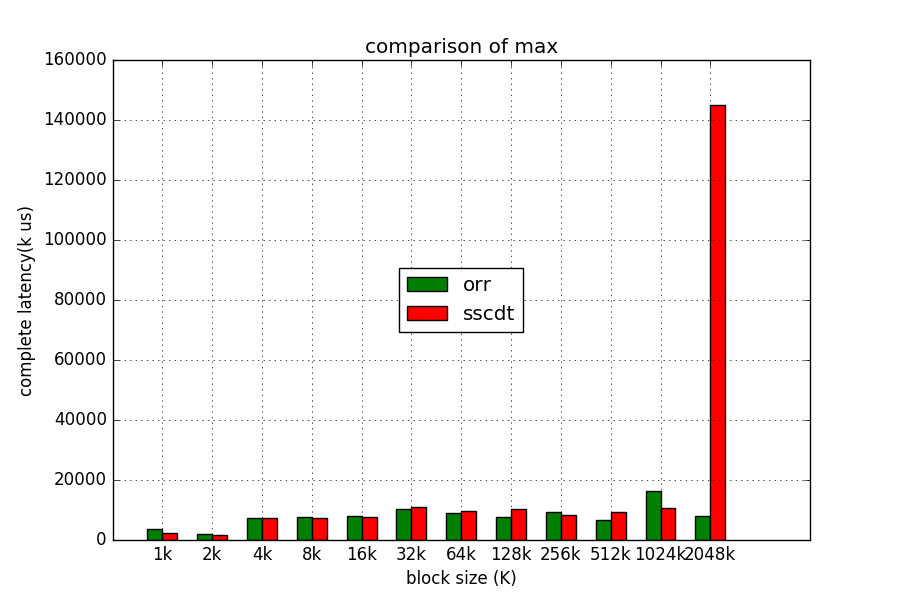 comparison of max
160000
140000
120000
100000
80000
60000
40000
20000
0
complete latency(k us)
orr
sscdt
1k 2k 4k 8k 16k 32k 64k 128k 256k 512k 1024k 2048k
block size (K)